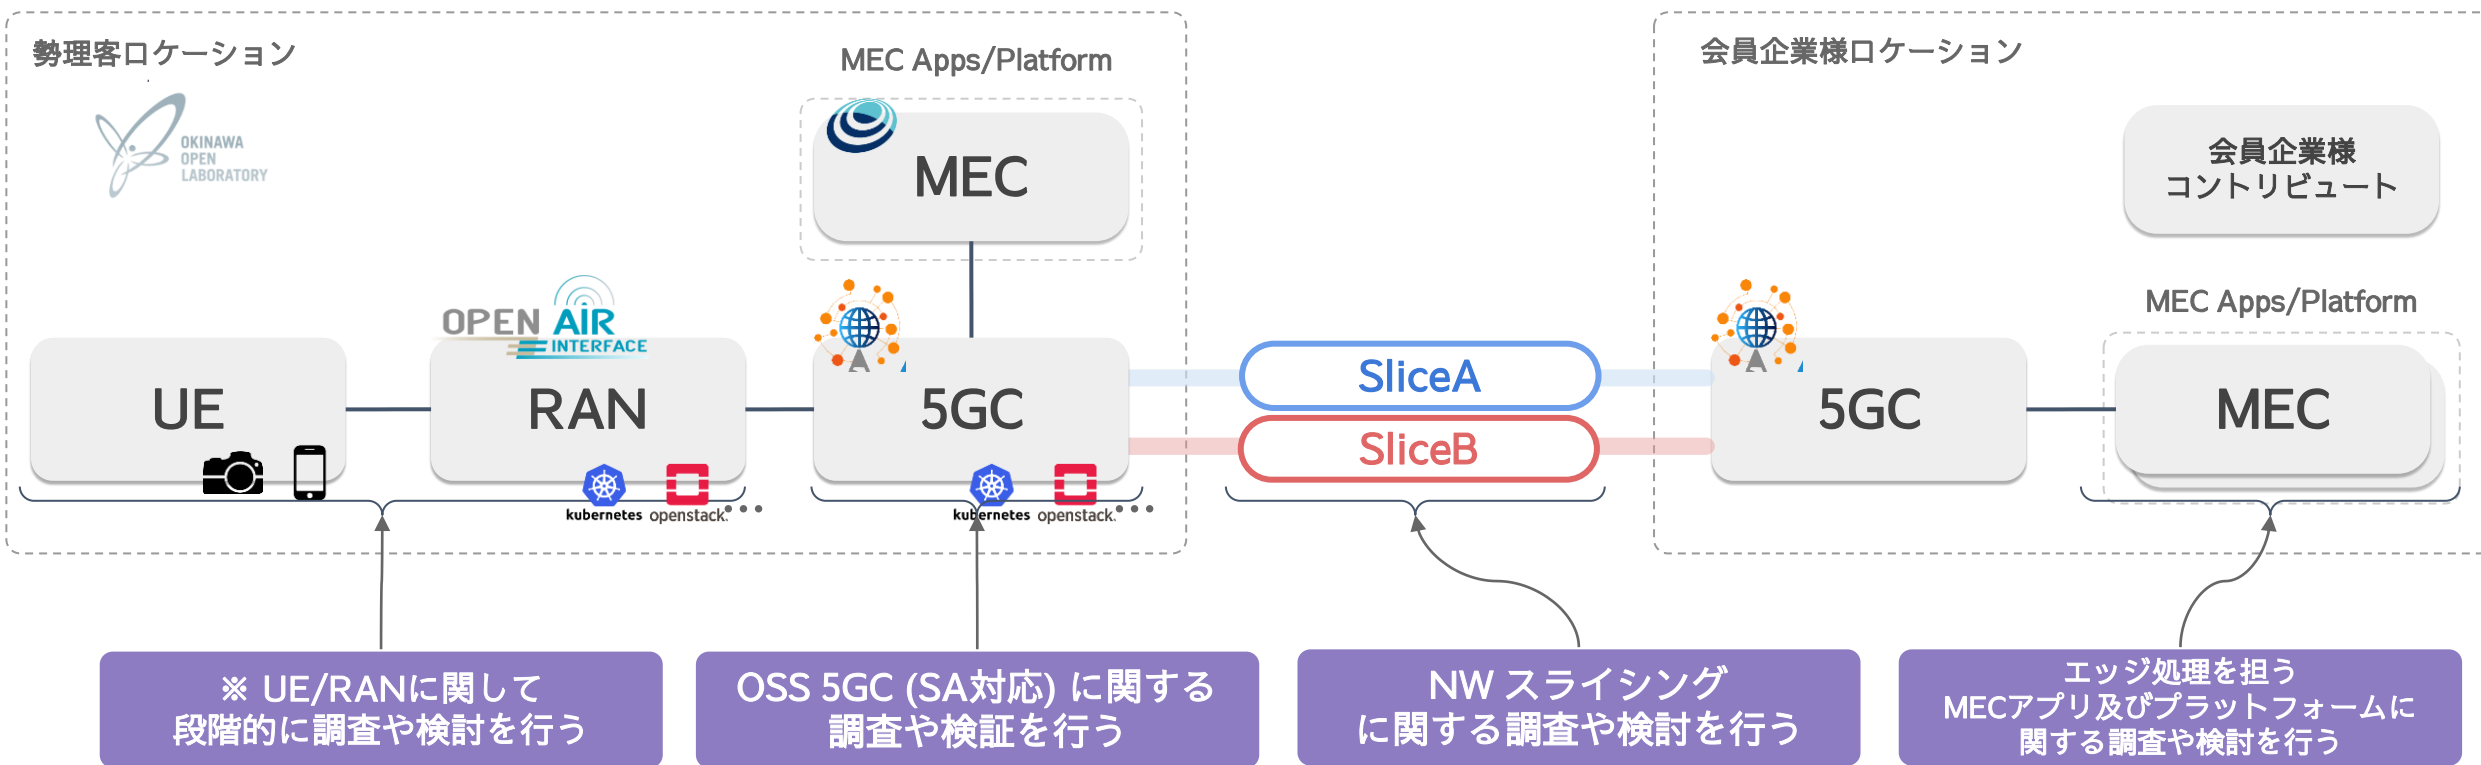 勢理客ロケーション
OKINAWA
OPEN
LABORATORY
MEC Apps/Platform
MEC
OPEN AIR
INTERFACE
UE
RAN
5GC
kubernetes
openstack.
...
kubernetes
openstack.
...
SliceA
SliceB
会員企業様ロケーション
会員企業様
コントリビュート
MEC Apps/Platform
5GC
MEC
※ UE/RANに関して
段階的に調査や検討を行う
OSS 5GC (SA対応) に関する
調査や検証を行う
NW スライシング
に関する調査や検討を行う
エッジ処理を担う
MECアプリ及びプラットフォームに
関する調査や検討を行う